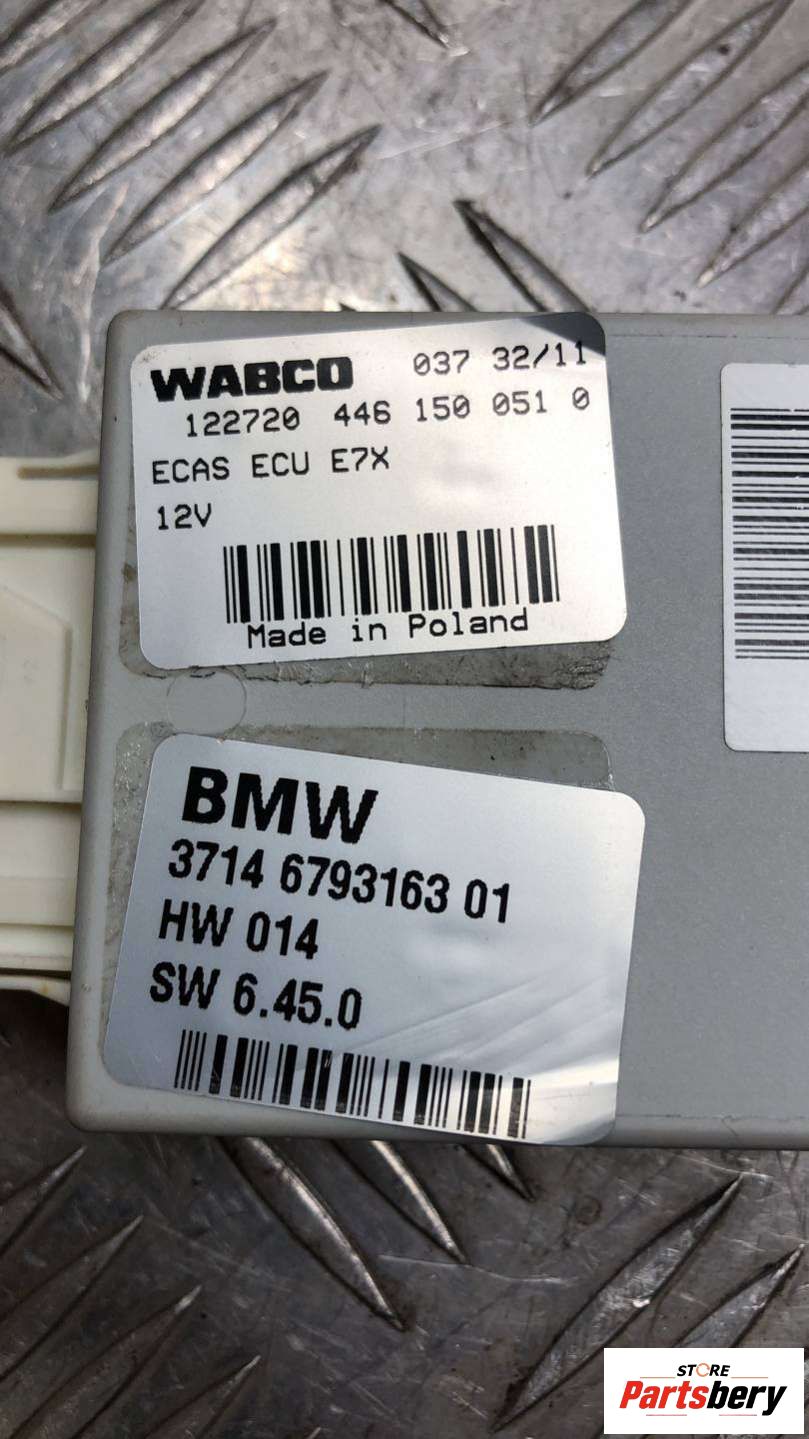 WABCO 037 32/11
122720 446 150 051 0
ECAS ECU E7X
12V
Made in Poland
BMW
3714 6793163 01
HW 014
SW 6.45.0
STORE
Partsbery